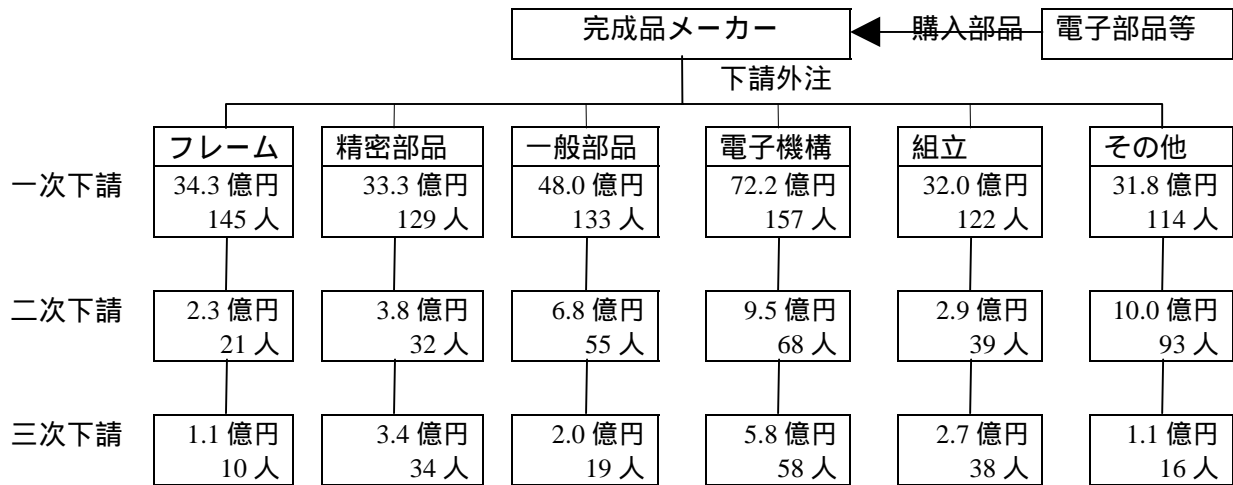 完成品メーカー 購入部品 電子部品等
下請外注
フレーム 精密部品 一般部品 電子機構 組立 その他
一次下請 34.3 億円 33.3 億円 48.0 億円 72.2 億円 32.0 億円 31.8 億円
145 人 129 人 133 人 157 人 122 人 114 人
二次下請 2.3 億円 3.8 億円 6.8 億円 9.5 億円 2.9 億円 10.0 億円
21 人 32 人 55 人 68 人 39 人 93 人
三次下請 1.1 億円 3.4 億円 2.0 億円 5.8 億円 2.7 億円 1.1 億円
10 人 34 人 19 人 58 人 38 人 16 人